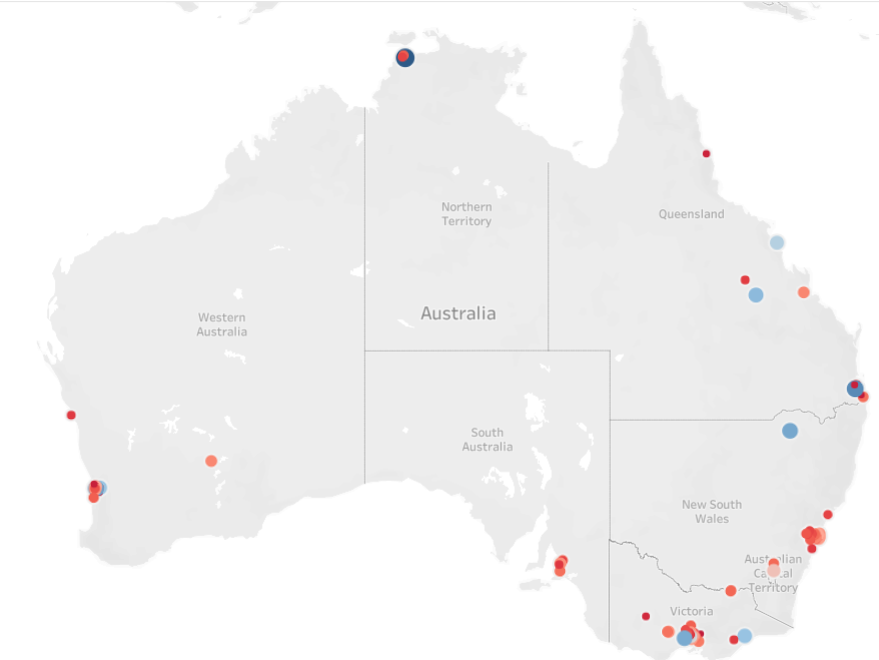 Northern
Territory
Queensland
Australia
Western
Australia
South
Australia
New South
Wales
Australian
Capital
Territory
Victoria